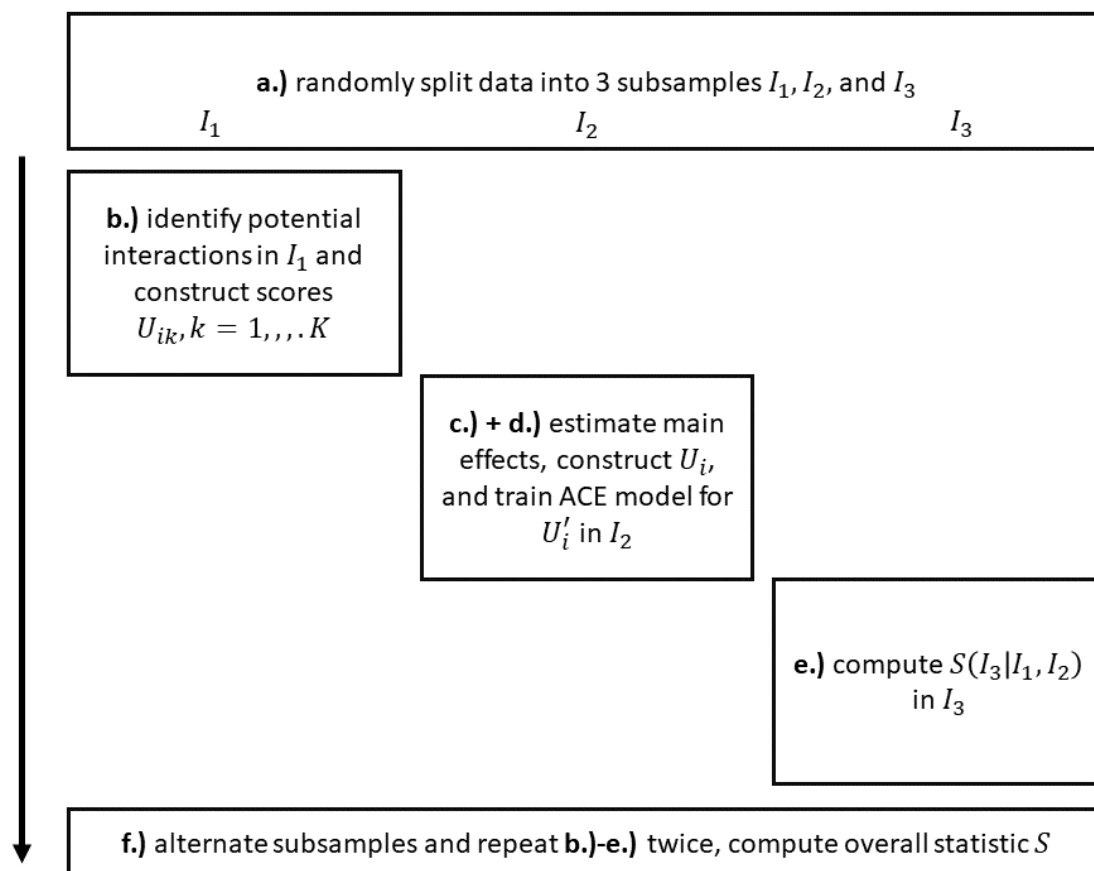 a.) randomly split data into 3 subsamples I₁, I₂, and I₃
I₁ I₂ I₃
b.) identify potential
interactions in I₁ and
construct scores
Uᵢₖ, k = 1,,,. K
c.) + d.) estimate main
effects, construct Uᵢ,
and train ACE model for
Uᵢ′ in I₂
e.) compute S(I₃|I₁, I₂)
in I₃
f.) alternate subsamples and repeat b.)-e.) twice, compute overall statistic S